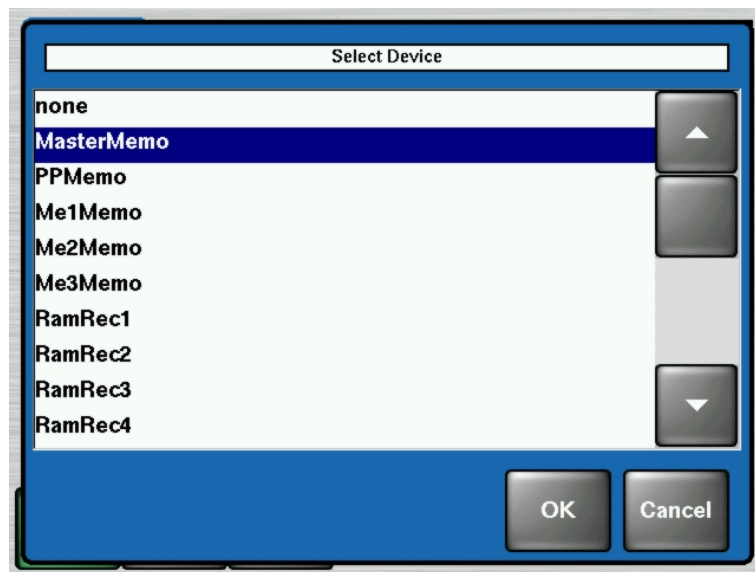 Select Device
none
MasterMemo
PPMemo
Me1Memo
Me2Memo
Me3Memo
RamRec1
RamRec2
RamRec3
RamRec4
OK
Cancel